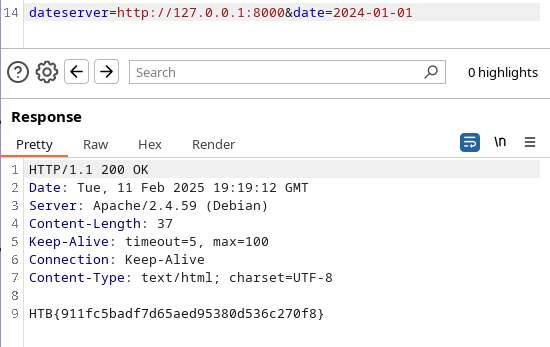 14 dateserver=http://127.0.0.1:8000&date=2024-01-01
Search
0 highlights
Response
Pretty Raw Hex Render
\n
1 HTTP/1.1 200 OK
2 Date: Tue, 11 Feb 2025 19:19:12 GMT
3 Server: Apache/2.4.59 (Debian)
4 Content-Length: 37
5 Keep-Alive: timeout=5, max=100
6 Connection: Keep-Alive
7 Content-Type: text/html; charset=UTF-8
8
9 HTB{911fc5badf7d65aed95380d536c270f8}